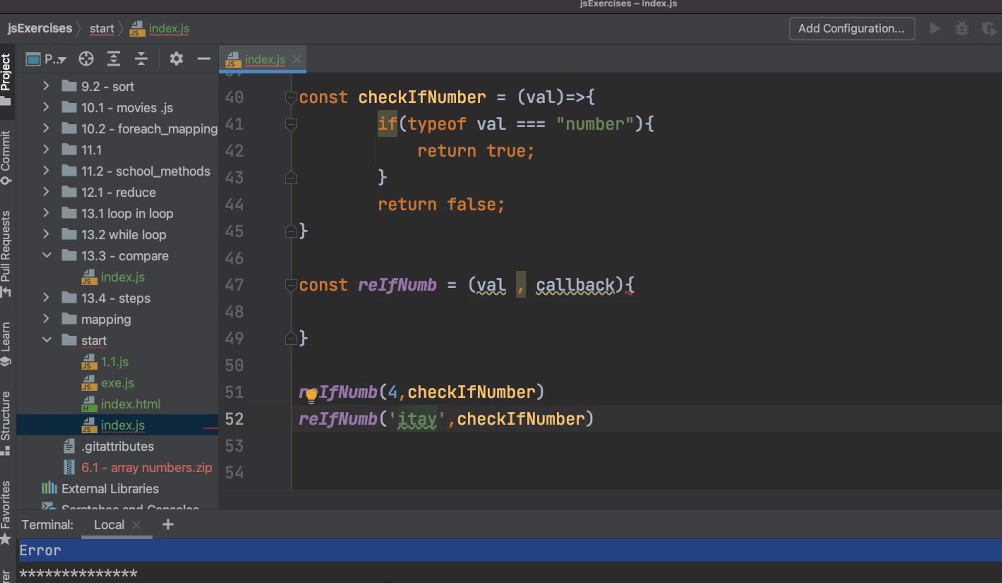 jsExercises – index.js
jsExercises start index.js Add Configuration...
P.. index.js
Project
Commit
Pull Requests
Learn
Structure
Favorites
9.2 - sort
10.1 - movies .js
10.2 - foreach_mapping
11.1
11.2 - school_methods
12.1 - reduce
13.1 loop in loop
13.2 while loop
13.3 - compare
index.js
13.4 - steps
mapping
start
1.1.js
exe.js
index.html
index.js
.gitattributes
6.1 - array numbers.zip
External Libraries
Scratches and Consoles
39
40 const checkIfNumber = (val)=>{
41 if(typeof val === "number"){
42 return true;
43 }
44 return false;
45 }
46
47 const reIfNumb = (val , callback){
48
49 }
50
51 reIfNumb(4,checkIfNumber)
52 reIfNumb('itay',checkIfNumber)
53
54
Terminal: Local +
Error
**************